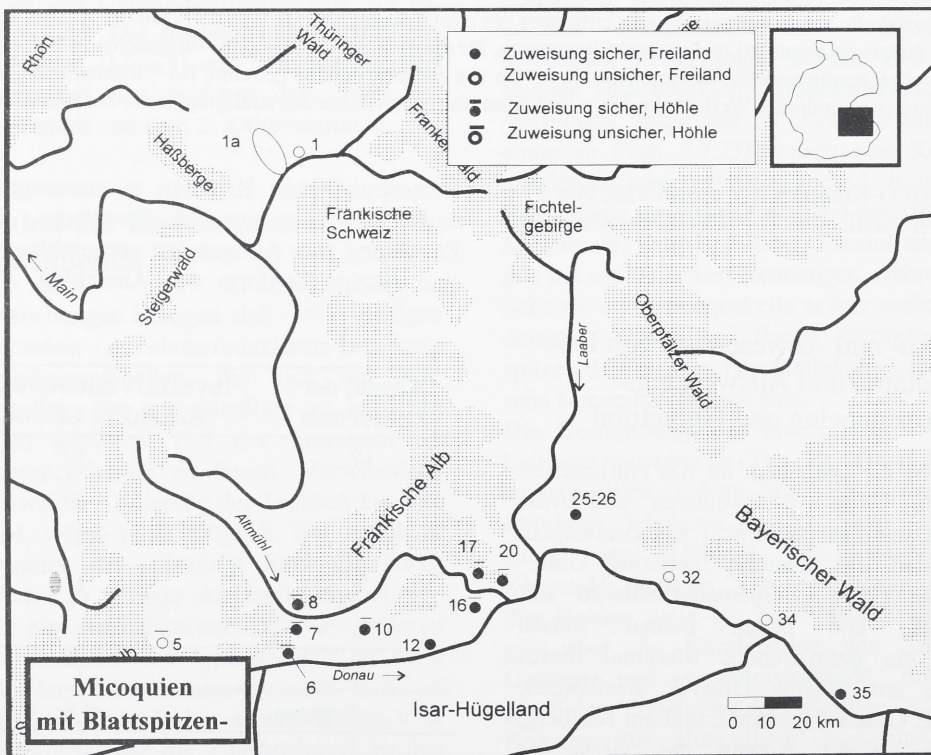 Rhön
Thüringer
Wald
Zuweisung sicher, Freiland
Zuweisung unsicher, Freiland
Zuweisung sicher, Höhle
Zuweisung unsicher, Höhle
1a
1
Haßberge
Fränkische
Schweiz
Fichtel-
gebirge
Main
Steigerwald
Laaber
Oberpfälzer Wald
Altmühl
Fränkische Alb
25-26
Bayerischer Wald
17
20
32
8
16
34
5
7
10
12
6
Donau
35
Micoquien
mit Blattspitzen-
Isar-Hügelland
0 10 20 km